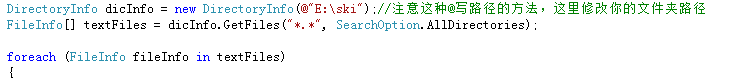 DirectoryInfo dicInfo = new DirectoryInfo(@"E:\ski");//注意这种@写路径的方法，这里修改你的文件夹路径
FileInfo[] textFiles = dicInfo.GetFiles("*.*", SearchOption.AllDirectories);
foreach (FileInfo fileInfo in textFiles)
{